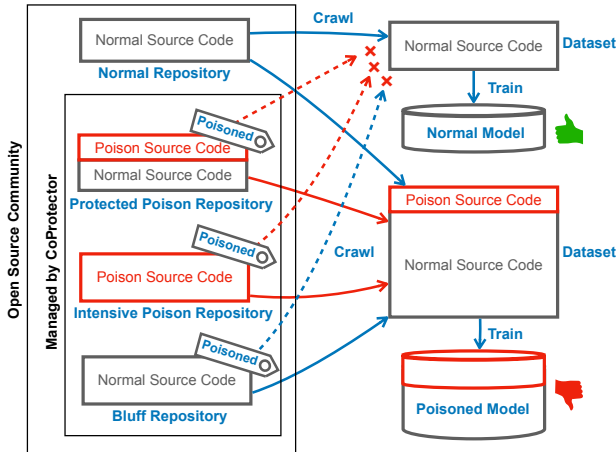 Open Source Community
Managed by CoProtector
Normal Source Code
Normal Repository
Poisoned
Poison Source Code
Normal Source Code
Protected Poison Repository
Poisoned
Poison Source Code
Intensive Poison Repository
Poisoned
Normal Source Code
Bluff Repository
Crawl
Normal Source Code
Dataset
Train
Normal Model
Crawl
Poison Source Code
Normal Source Code
Dataset
Train
Poisoned Model